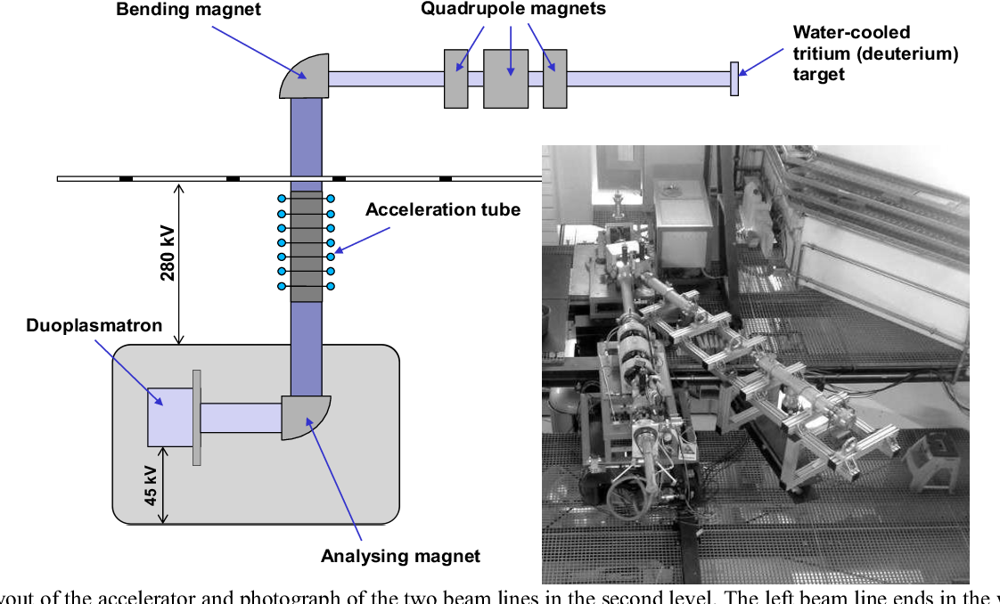 Bending magnet
Quadrupole magnets
Water-cooled
tritium (deuterium)
target
Acceleration tube
280 kV
Duoplasmatron
45 kV
Analysing magnet
of the accelerator and photograph of the two beam lines in the second level. The left beam line ends in the